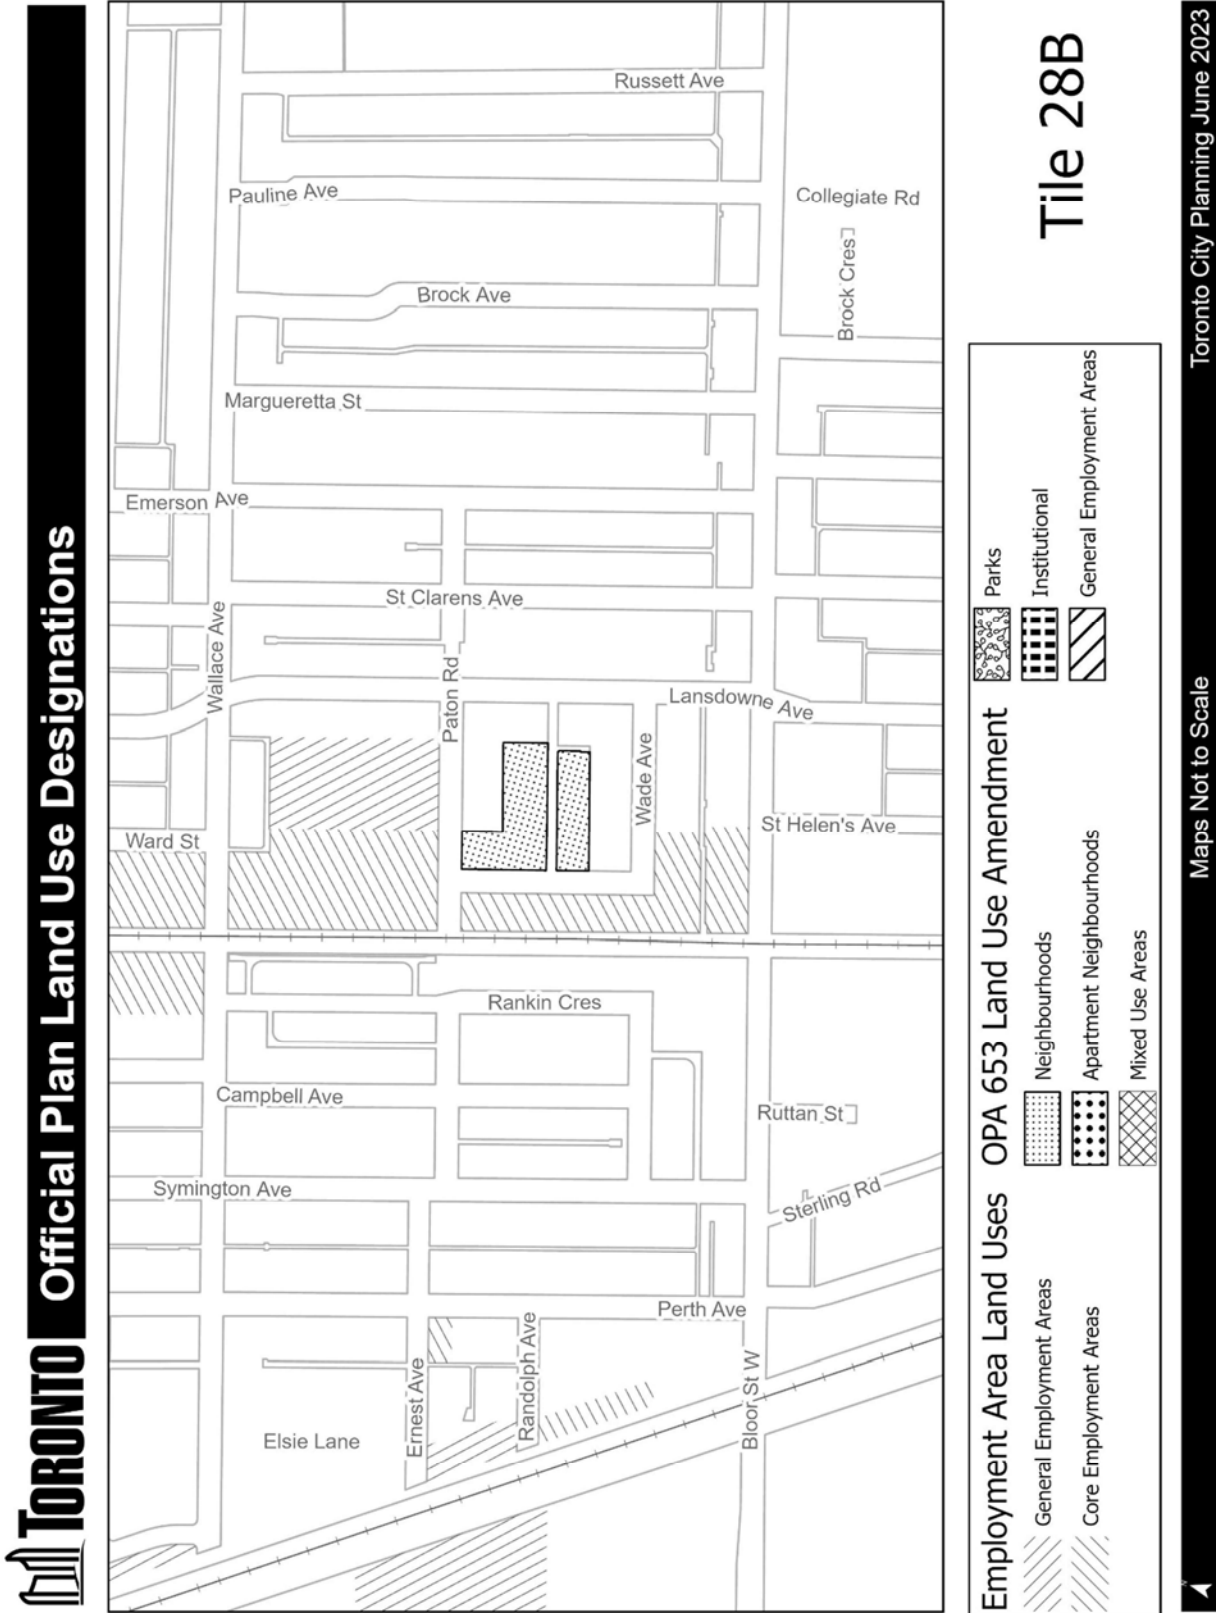 TORONTO
Official Plan Land Use Designations
Russett Ave
Pauline Ave
Collegiate Rd
Brock Cres
Brock Ave
Margueretta St
Emerson Ave
St Clarens Ave
Wallace Ave
Paton Rd
Lansdowne Ave
Wade Ave
St Helen's Ave
Ward St
Rankin Cres
Campbell Ave
Ruttan St
Symington Ave
Sterling Rd
Perth Ave
Randolph Ave
Ernest Ave
Bloor St W
Elsie Lane
Employment Area Land Uses
General Employment Areas
Core Employment Areas
OPA 653 Land Use Amendment
Neighbourhoods
Apartment Neighbourhoods
Mixed Use Areas
Parks
Institutional
General Employment Areas
Tile 28B
N
Maps Not to Scale
Toronto City Planning June 2023